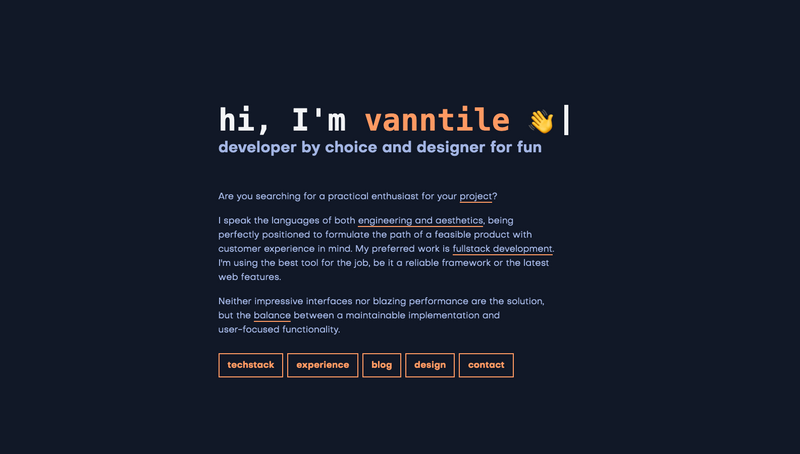 hi, I'm vanntile 👋
developer by choice and designer for fun
Are you searching for a practical enthusiast for your project?
I speak the languages of both engineering and aesthetics, being
perfectly positioned to formulate the path of a feasible product with
customer experience in mind. My preferred work is fullstack development.
I'm using the best tool for the job, be it a reliable framework or the latest
web features.
Neither impressive interfaces nor blazing performance are the solution,
but the balance between a maintainable implementation and
user-focused functionality.
techstack experience blog design contact